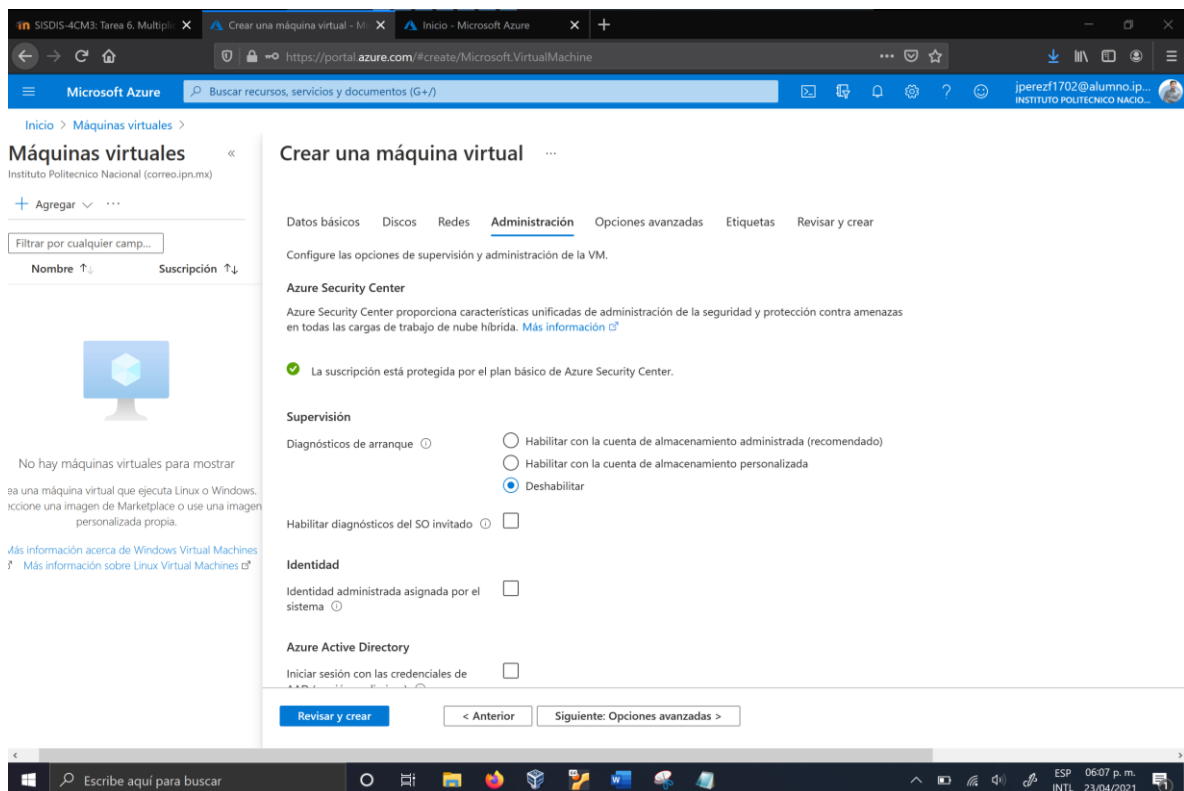 SISDIS-4CM3: Tarea 6. Multipli
Crear una máquina virtual - Mi
Inicio - Microsoft Azure
https://portal.azure.com/#create/Microsoft.VirtualMachine
Microsoft Azure
Buscar recursos, servicios y documentos (G+/)
jperezf1702@alumno.ip...
INSTITUTO POLITECNICO NACIO...
Inicio > Máquinas virtuales >
Máquinas virtuales
Instituto Politecnico Nacional (correo.ipn.mx)
Agregar
Filtrar por cualquier camp...
Nombre
Suscripción
No hay máquinas virtuales para mostrar
ea una máquina virtual que ejecuta Linux o Windows.
eccione una imagen de Marketplace o use una imagen
personalizada propia.
Más información acerca de Windows Virtual Machines
Más información sobre Linux Virtual Machines
Crear una máquina virtual ...
Datos básicos Discos Redes Administración Opciones avanzadas Etiquetas Revisar y crear
Configure las opciones de supervisión y administración de la VM.
Azure Security Center
Azure Security Center proporciona características unificadas de administración de la seguridad y protección contra amenazas
en todas las cargas de trabajo de nube híbrida. Más información
La suscripción está protegida por el plan básico de Azure Security Center.
Supervisión
Diagnósticos de arranque
Habilitar con la cuenta de almacenamiento administrada (recomendado)
Habilitar con la cuenta de almacenamiento personalizada
Deshabilitar
Habilitar diagnósticos del SO invitado
Identidad
Identidad administrada asignada por el
sistema
Azure Active Directory
Iniciar sesión con las credenciales de
Revisar y crear
< Anterior
Siguiente: Opciones avanzadas >
Escribe aquí para buscar
ESP
INTL
06:07 p. m.
23/04/2021